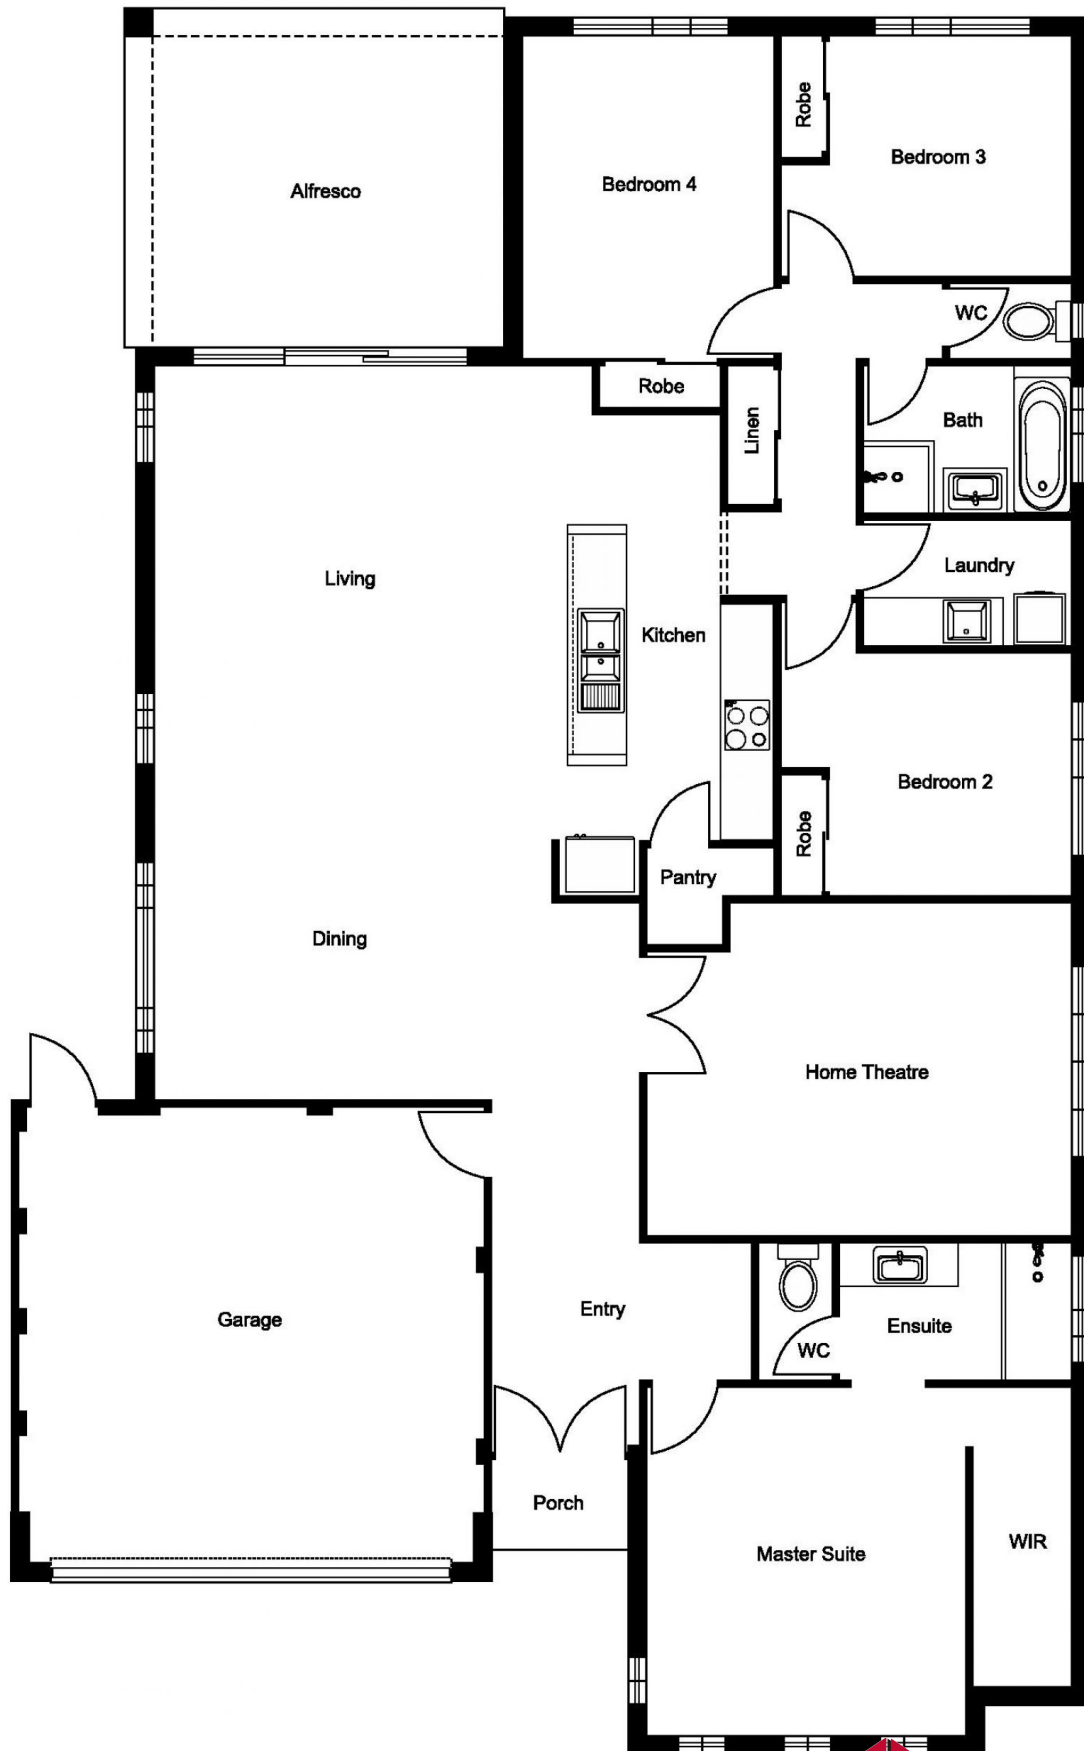 Robe
Bedroom 3
Bedroom 4
Alfresco
WC
Robe
Linen
Bath
Laundry
Living
Kitchen
Bedroom 2
Robe
Pantry
Dining
Home Theatre
Entry
Garage
Ensuite
WC
Porch
WIR
Master Suite